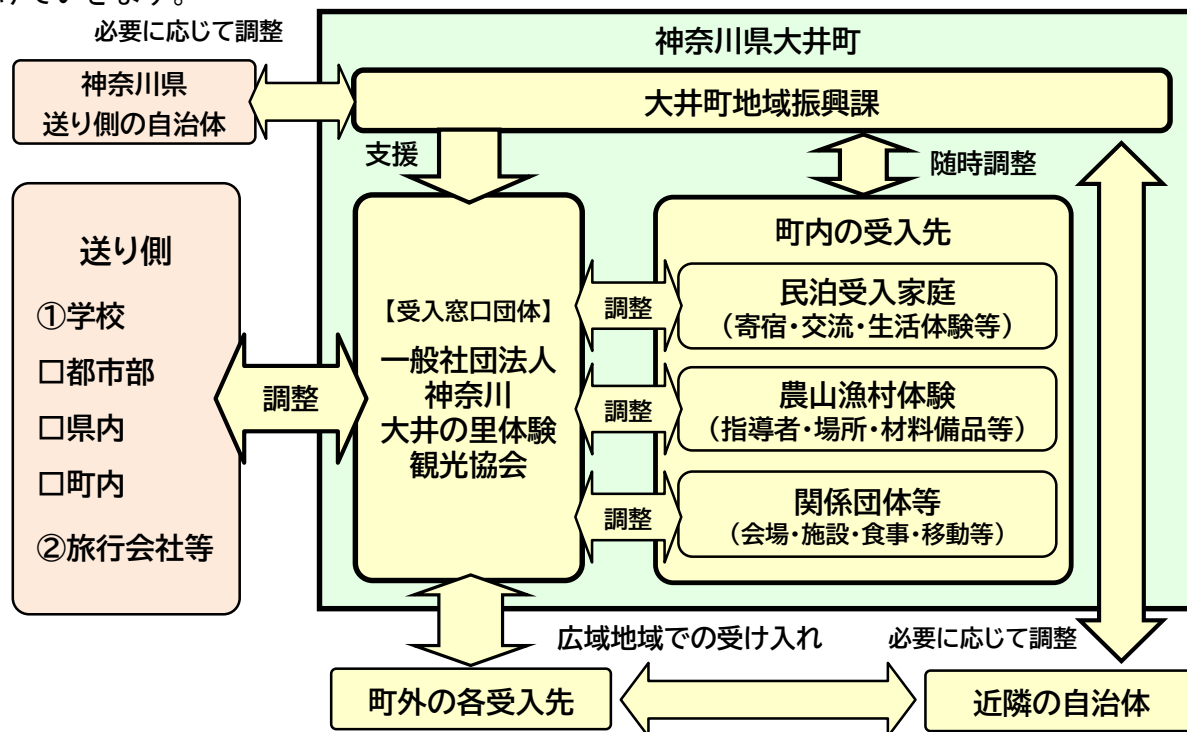 けていきます。
必要に応じて調整
神奈川県大井町
神奈川県
送り側の自治体
大井町地域振興課
支援
随時調整
送り側
①学校
□都市部
□県内
□町内
②旅行会社等
調整
【受入窓口団体】
一般社団法人
神奈川
大井の里体験
観光協会
町内の受入先
調整
民泊受入家庭
（寄宿・交流・生活体験等）
調整
農山漁村体験
（指導者・場所・材料備品等）
調整
関係団体等
（会場・施設・食事・移動等）
広域地域での受け入れ
必要に応じて調整
町外の各受入先
近隣の自治体